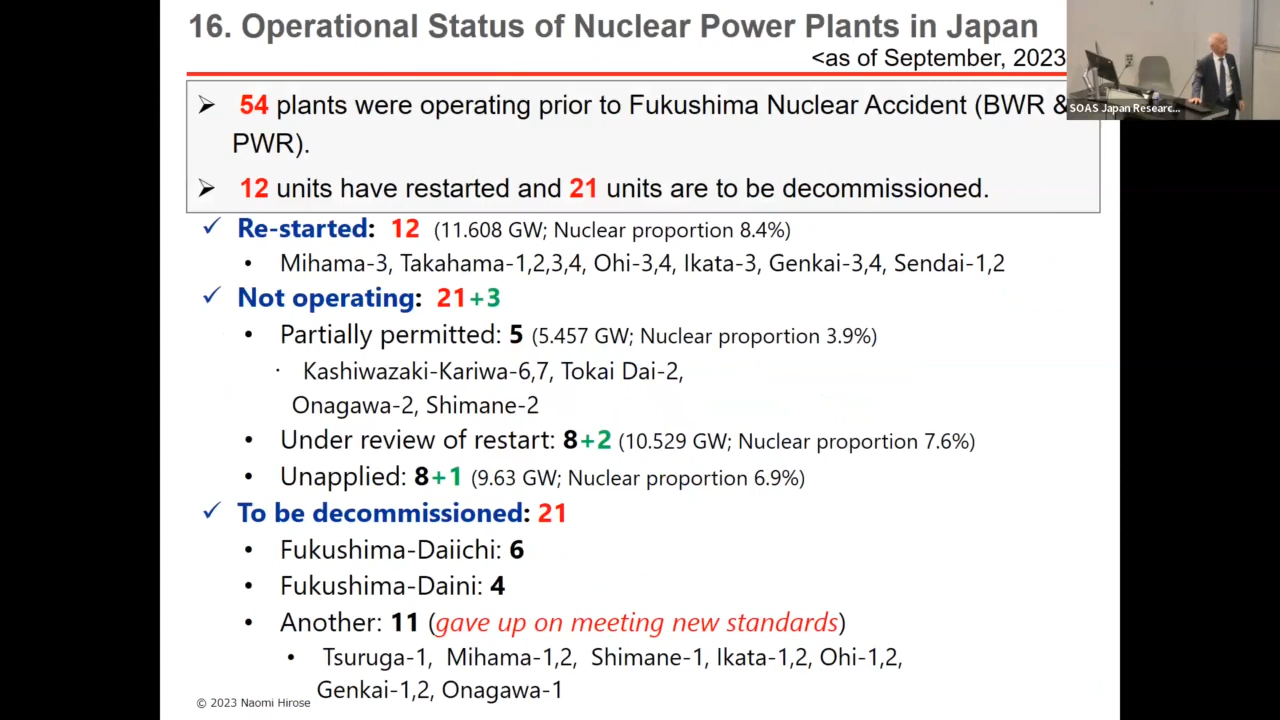 16. Operational Status of Nuclear Power Plants in Japan
<as of September, 2023
SOAS Japan Researc...
➢ 54 plants were operating prior to Fukushima Nuclear Accident (BWR &
PWR).
➢ 12 units have restarted and 21 units are to be decommissioned.
✓ Re-started: 12 (11.608 GW; Nuclear proportion 8.4%)
• Mihama-3, Takahama-1,2,3,4, Ohi-3,4, Ikata-3, Genkai-3,4, Sendai-1,2
✓ Not operating: 21+3
• Partially permitted: 5 (5.457 GW; Nuclear proportion 3.9%)
· Kashiwazaki-Kariwa-6,7, Tokai Dai-2,
Onagawa-2, Shimane-2
• Under review of restart: 8+2 (10.529 GW; Nuclear proportion 7.6%)
• Unapplied: 8+1 (9.63 GW; Nuclear proportion 6.9%)
✓ To be decommissioned: 21
• Fukushima-Daiichi: 6
• Fukushima-Daini: 4
• Another: 11 (gave up on meeting new standards)
• Tsuruga-1, Mihama-1,2, Shimane-1, Ikata-1,2, Ohi-1,2,
Genkai-1,2, Onagawa-1
© 2023 Naomi Hirose